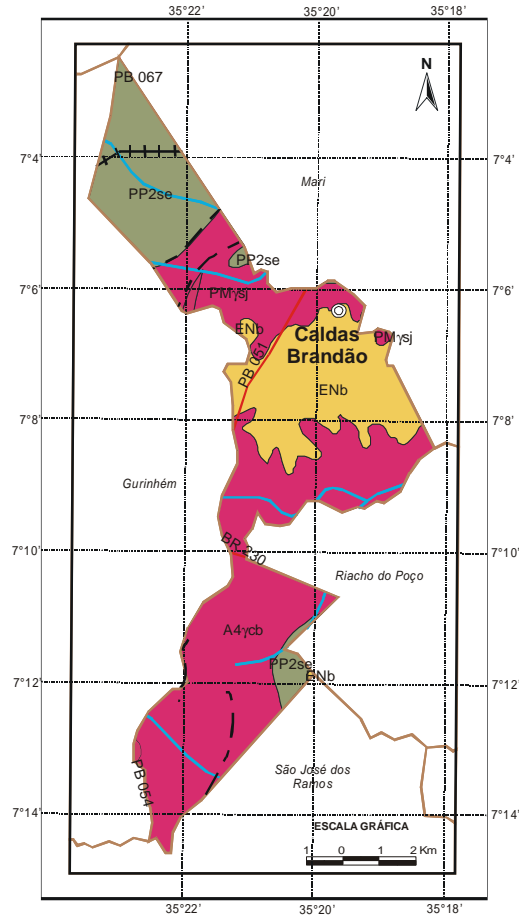 35°22'
35°20'
35°18'
N
PB 067
7°4'
7°4'
Mari
PP2se
PP2se
7°6'
7°6'
PMγsj
ENb
Caldas
Brandão
PMγsj
PB 051
ENb
7°8'
7°8'
Gurinhém
BR 230
7°10'
7°10'
Riacho do Poço
A4γcb
PP2se
ENb
7°12'
7°12'
São José dos
Ramos
PB 054
7°14'
7°14'
ESCALA GRÁFICA
1 0 1 2 Km
35°22'
35°20'
35°18'